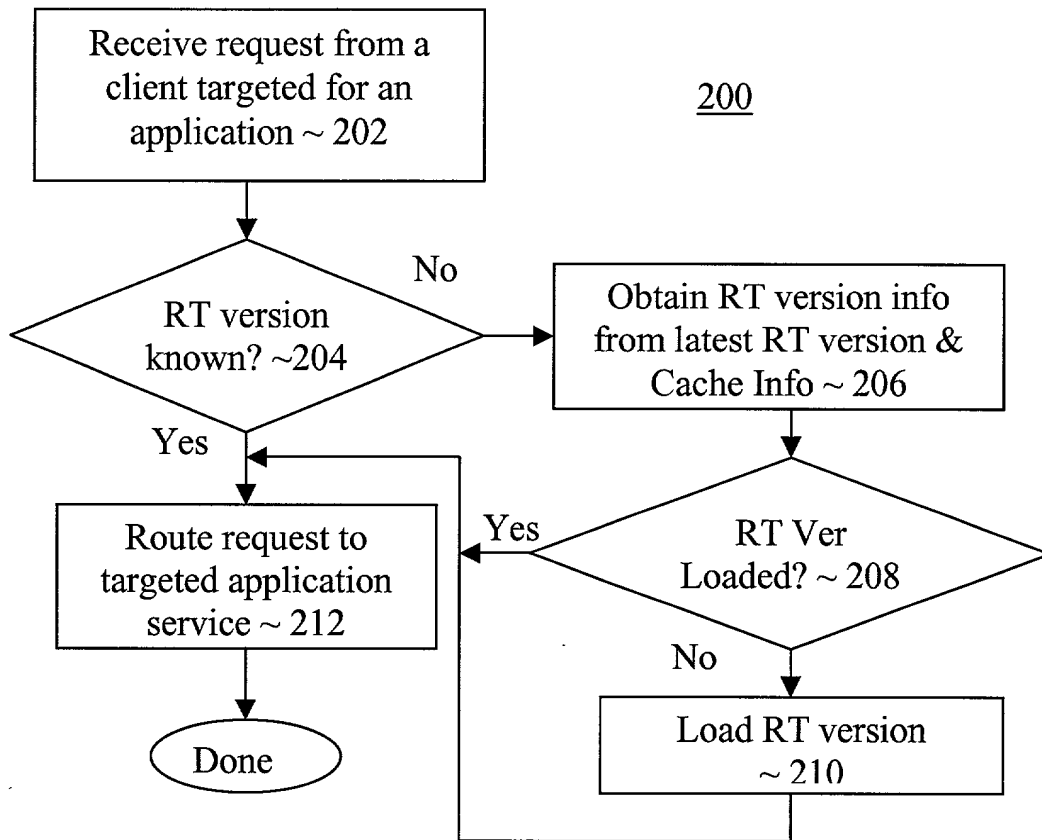 Receive request from a
client targeted for an
application ~ 202
200
No
RT version
known? ~204
Obtain RT version info
from latest RT version &
Cache Info ~ 206
Yes
Route request to
targeted application
service ~ 212
Yes
RT Ver
Loaded? ~ 208
No
Load RT version
~ 210
Done